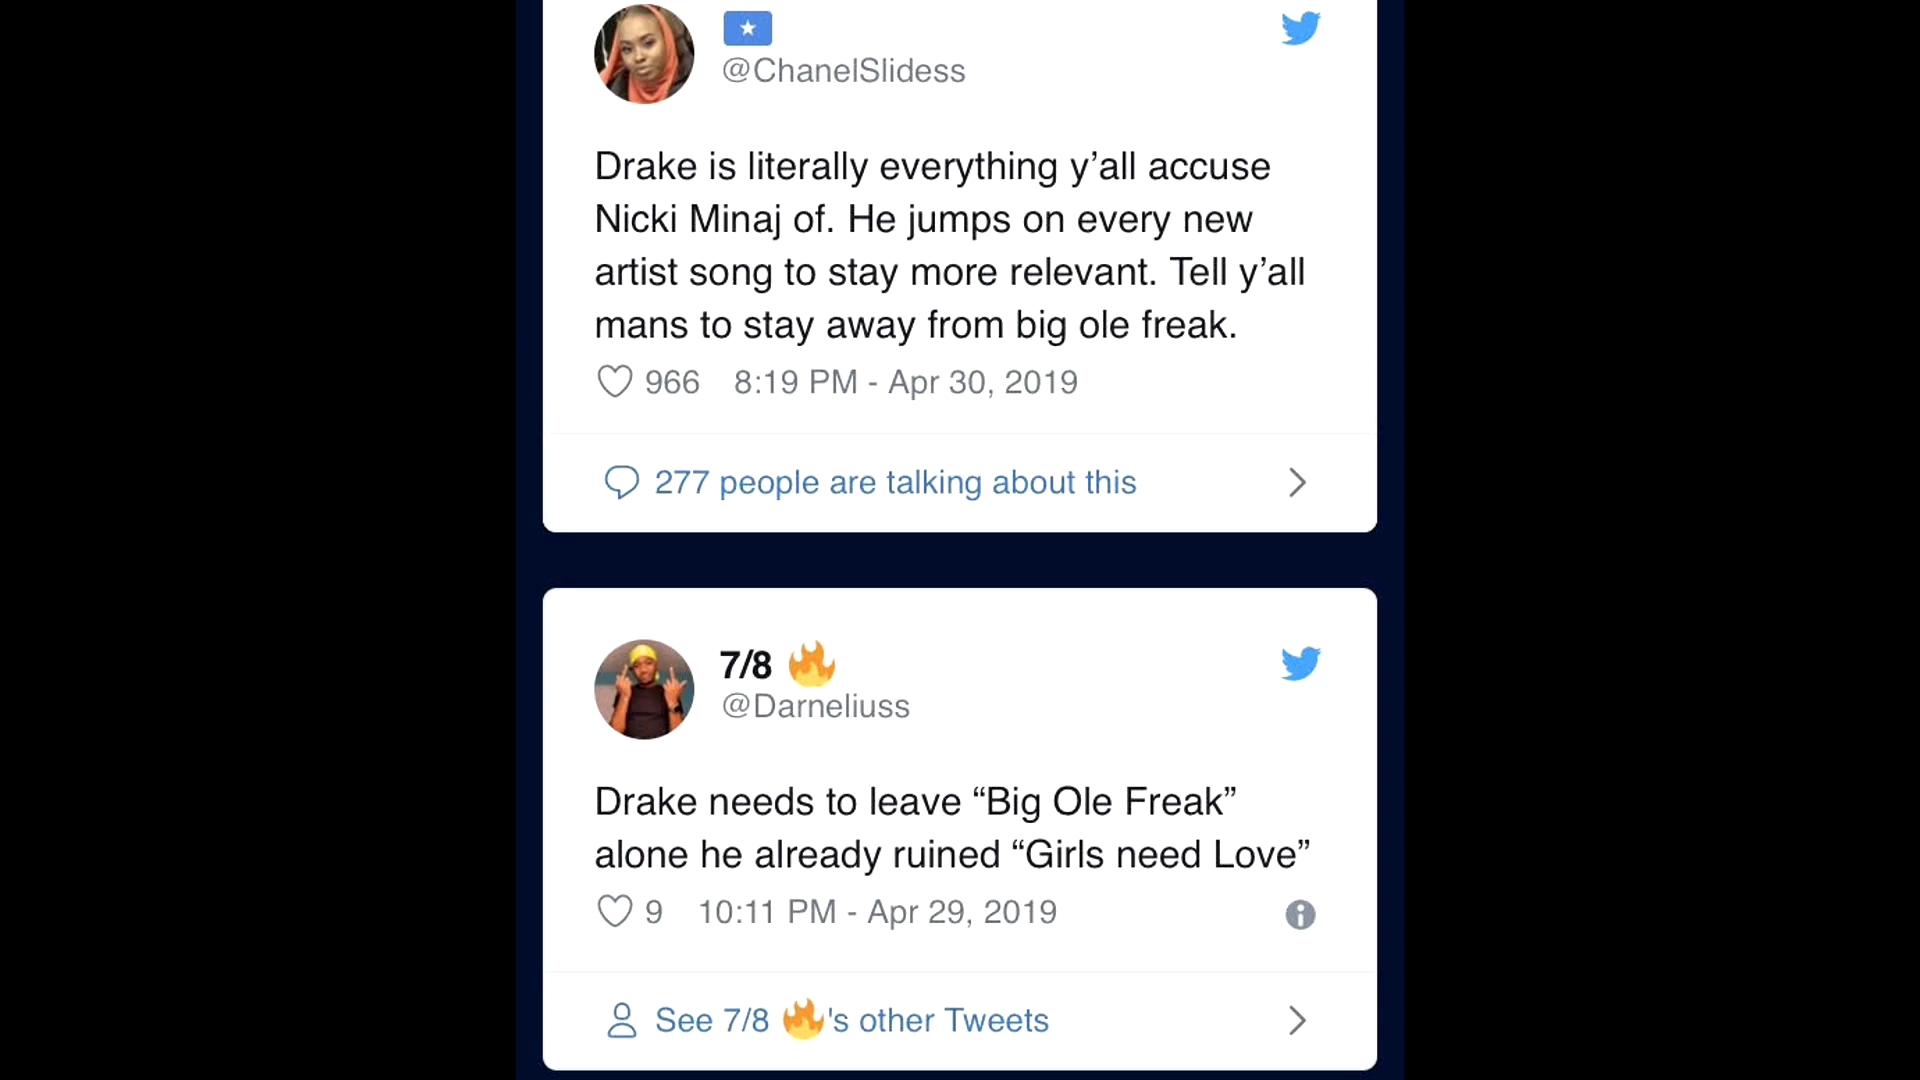 @ChanelSlidess
Drake is literally everything y’all accuse
Nicki Minaj of. He jumps on every new
artist song to stay more relevant. Tell y’all
mans to stay away from big ole freak.
966 8:19 PM - Apr 30, 2019
277 people are talking about this
7/8 🔥
@Darneliuss
Drake needs to leave “Big Ole Freak”
alone he already ruined “Girls need Love”
9 10:11 PM - Apr 29, 2019
See 7/8 🔥's other Tweets